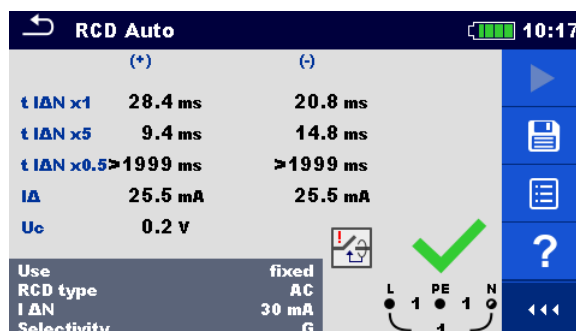 RCD Auto 10:17
(+) (-)
t IΔN x1 28.4 ms 20.8 ms
t IΔN x5 9.4 ms 14.8 ms
t IΔN x0.5 >1999 ms >1999 ms
IΔ 25.5 mA 25.5 mA
Uc 0.2 V
!
?
Use fixed
RCD type AC
I ΔN 30 mA
Selectivity G
L PE N
1 1
1